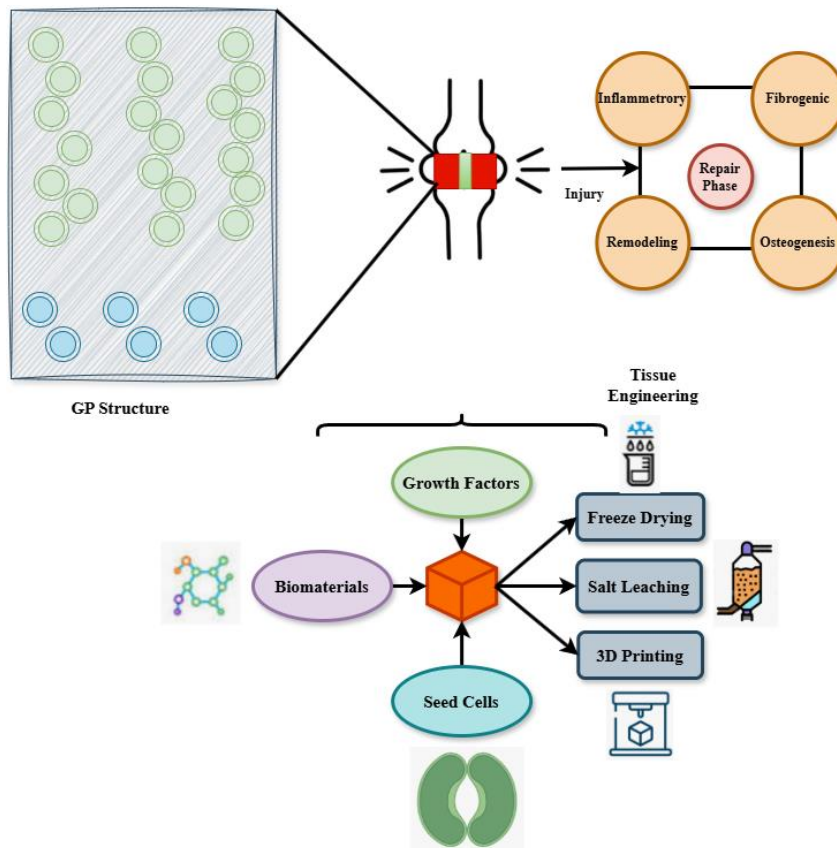 Inflammetrory
Fibrogenic
Repair
Phase
Injury
Remodeling
Osteogenesis
GP Structure
Tissue
Engineering
Growth Factors
Freeze Drying
Biomaterials
Salt Leaching
3D Printing
Seed Cells